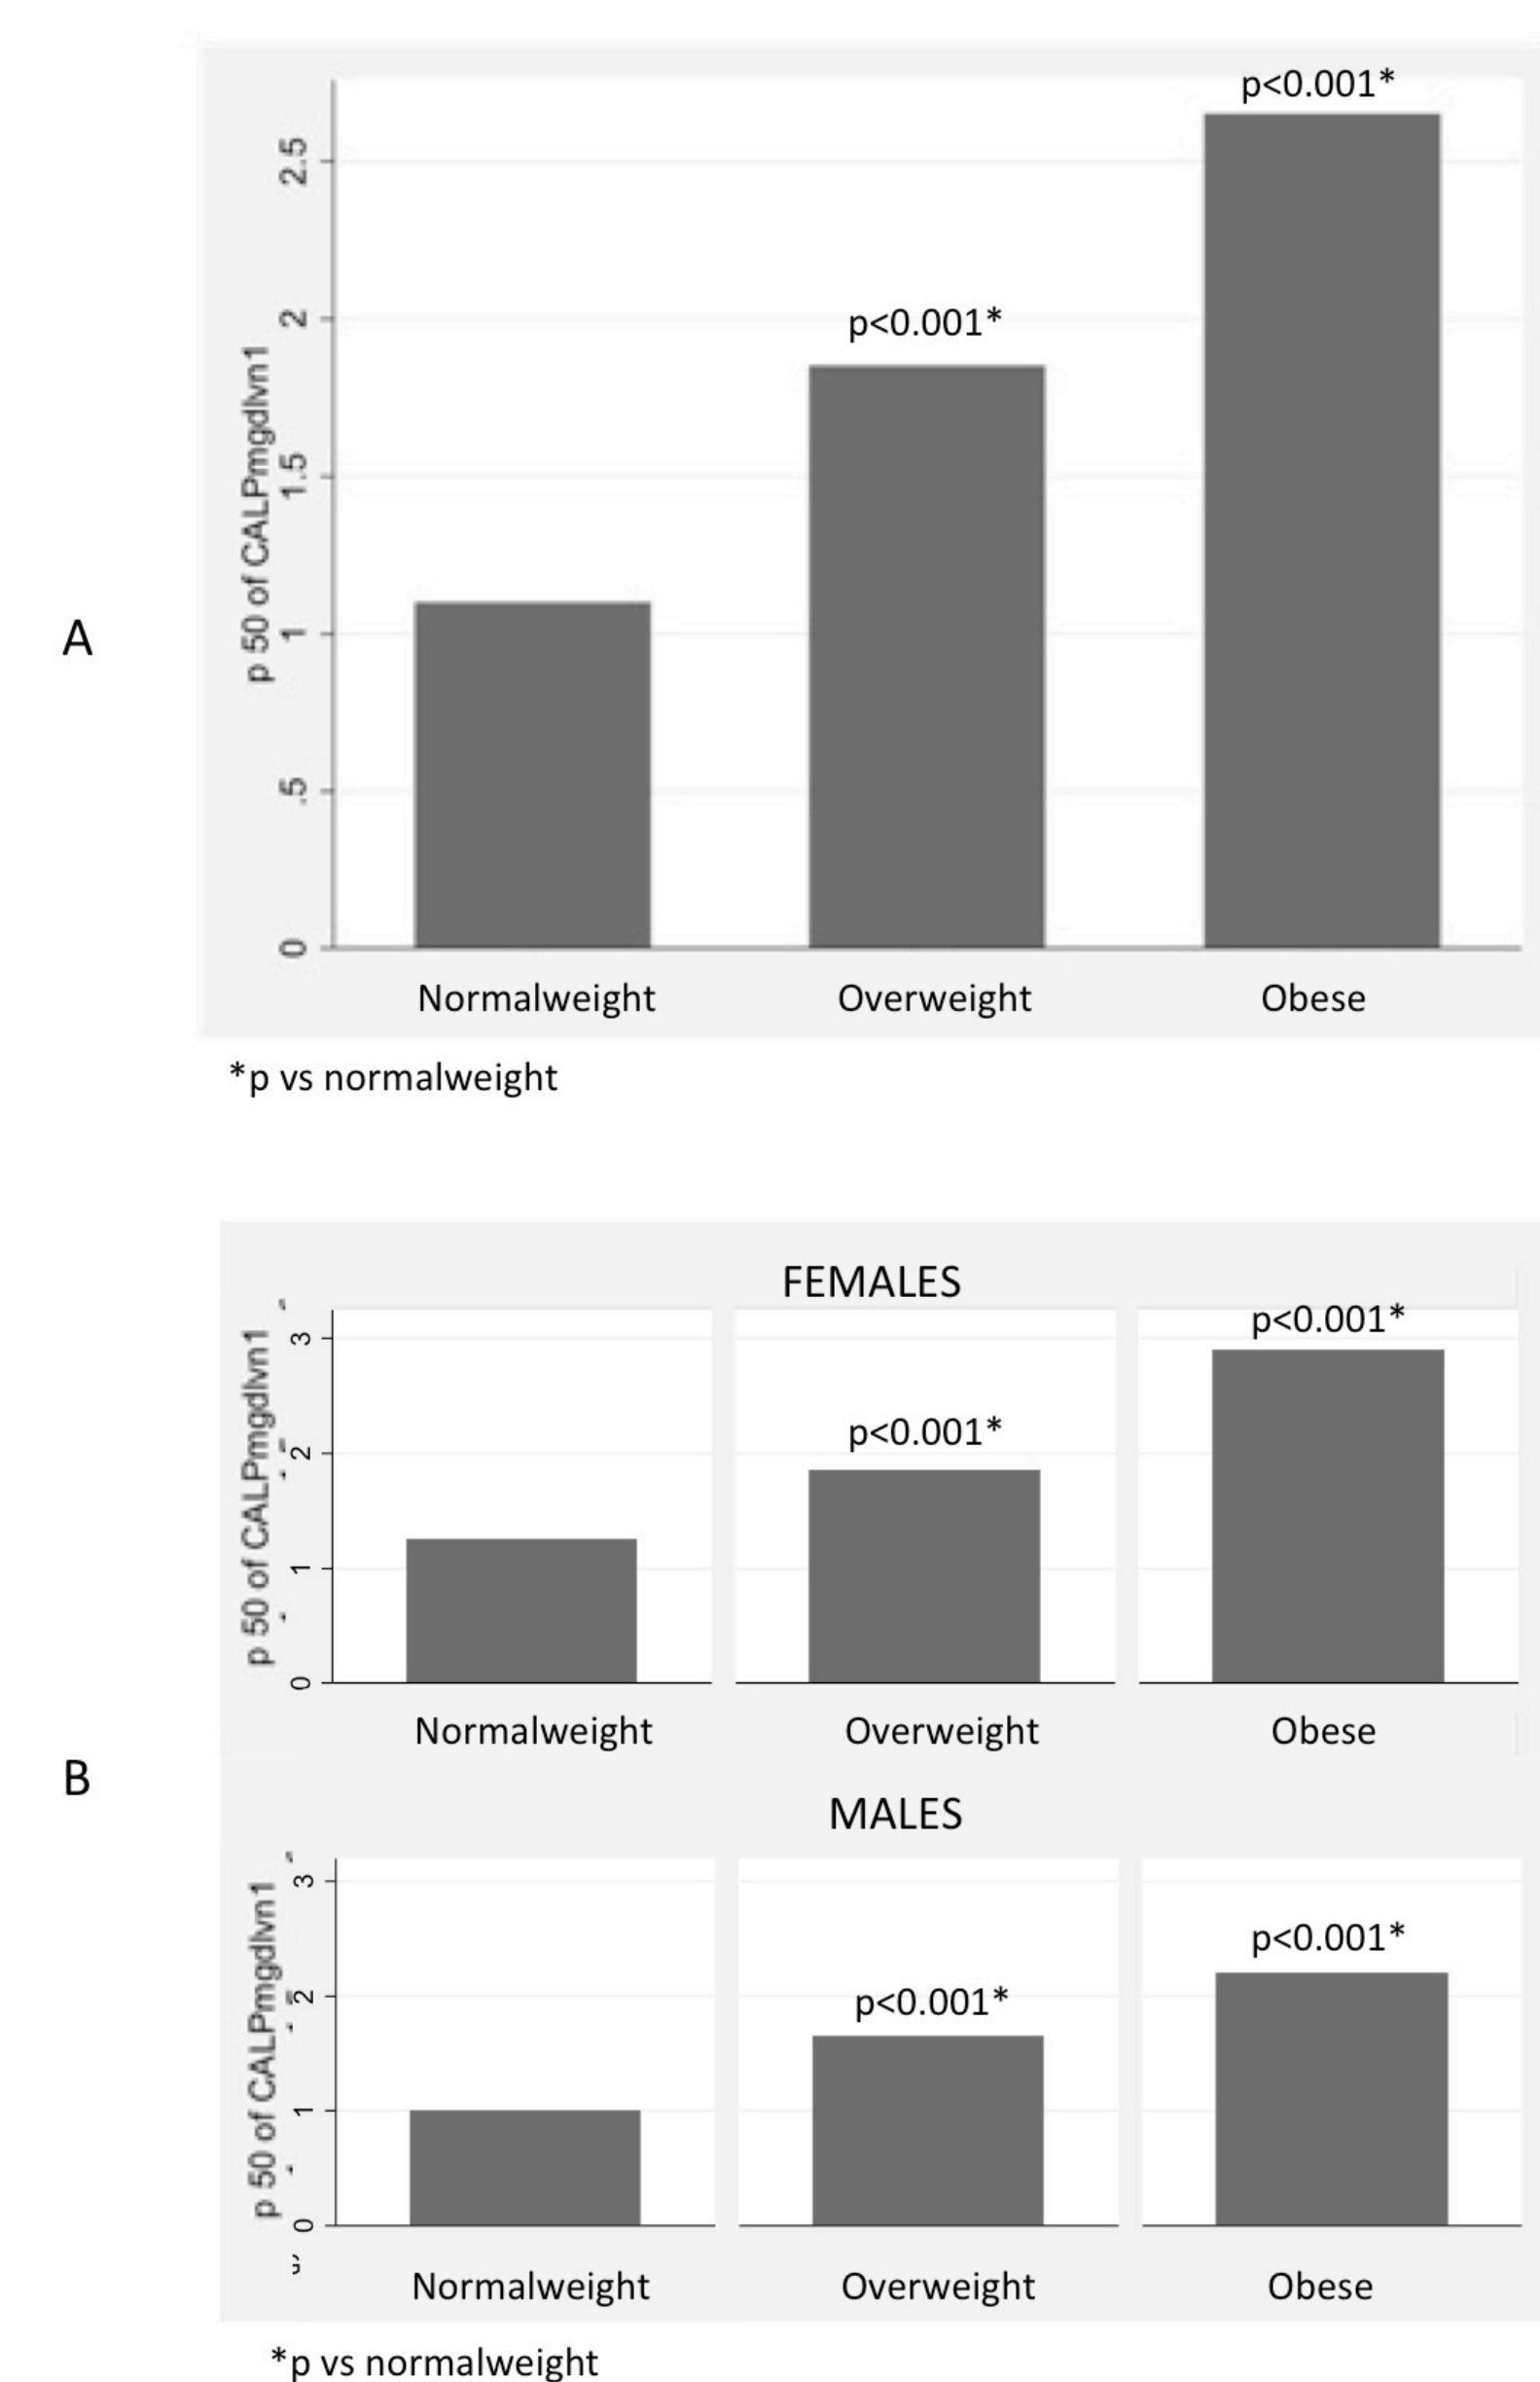 A
p 50 of CALPmgdlvn1
2.5
2
1.5
1
.5
0
p<0.001*
p<0.001*
Normalweight Overweight Obese
*p vs normalweight
B
FEMALES
p 50 of CALPmgdlvn1
3
2
1
0
p<0.001*
p<0.001*
Normalweight Overweight Obese
MALES
p 50 of CALPmgdlvn1
3
2
1
0
p<0.001*
p<0.001*
Normalweight Overweight Obese
*p vs normalweight